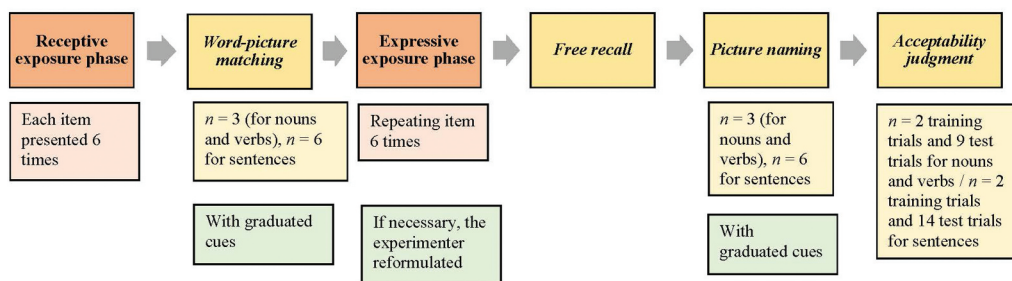 Receptive
exposure phase
Word-picture
matching
Expressive
exposure phase
Free recall
Picture naming
Acceptability
judgment
Each item
presented 6
times
n = 3 (for nouns
and verbs), n = 6
for sentences
Repeating item
6 times
n = 3 (for
nouns and
verbs), n = 6
for sentences
n = 2 training
trials and 9 test
trials for nouns
and verbs / n = 2
training trials
and 14 test trials
for sentences
With graduated
cues
If necessary, the
experimenter
reformulated
With
graduated cues